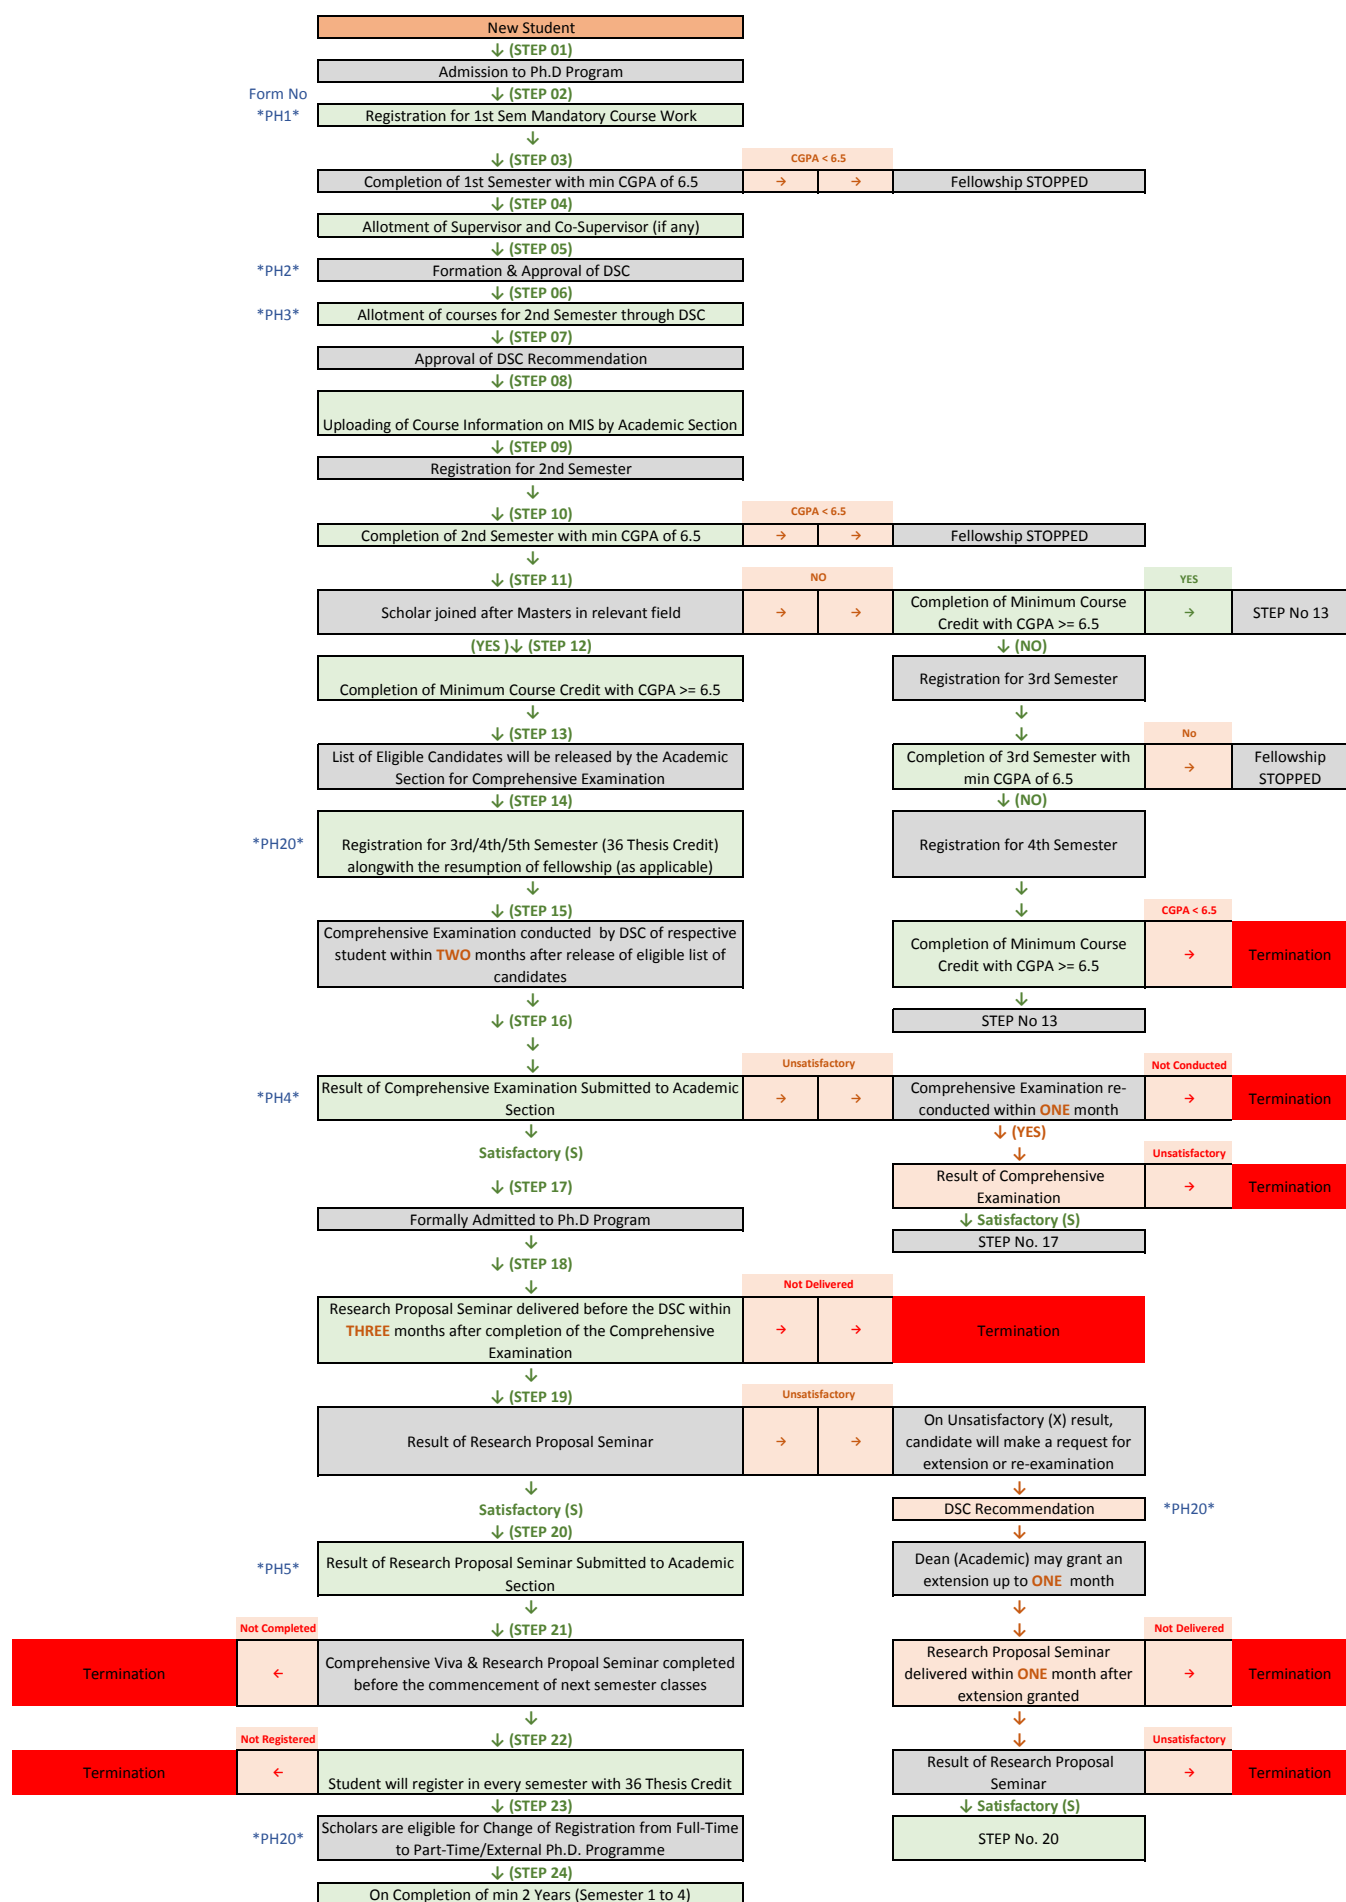 New Student
↓ (STEP 01)
Admission to Ph.D Program
Form No
↓ (STEP 02)
*PH1*
Registration for 1st Sem Mandatory Course Work
↓
↓ (STEP 03)
CGPA < 6.5
Completion of 1st Semester with min CGPA of 6.5
→ →
Fellowship STOPPED
↓ (STEP 04)
Allotment of Supervisor and Co-Supervisor (if any)
↓ (STEP 05)
*PH2*
Formation & Approval of DSC
↓ (STEP 06)
*PH3*
Allotment of courses for 2nd Semester through DSC
↓ (STEP 07)
Approval of DSC Recommendation
↓ (STEP 08)
Uploading of Course Information on MIS by Academic Section
↓ (STEP 09)
Registration for 2nd Semester
↓
↓ (STEP 10)
CGPA < 6.5
Completion of 2nd Semester with min CGPA of 6.5
→ →
Fellowship STOPPED
↓
↓ (STEP 11)
NO
YES
Scholar joined after Masters in relevant field
→ →
Completion of Minimum Course
Credit with CGPA >= 6.5
→
STEP No 13
(YES )↓ (STEP 12)
↓ (NO)
Completion of Minimum Course Credit with CGPA >= 6.5
Registration for 3rd Semester
↓
↓
↓ (STEP 13)
↓
No
List of Eligible Candidates will be released by the Academic
Section for Comprehensive Examination
Completion of 3rd Semester with
min CGPA of 6.5
→
Fellowship
STOPPED
↓ (STEP 14)
↓ (NO)
*PH20*
Registration for 3rd/4th/5th Semester (36 Thesis Credit)
alongwith the resumption of fellowship (as applicable)
Registration for 4th Semester
↓
↓
↓ (STEP 15)
↓
CGPA < 6.5
Comprehensive Examination conducted  by DSC of respective
student within TWO months after release of eligible list of
candidates
Completion of Minimum Course
Credit with CGPA >= 6.5
→
Termination
↓
↓
↓ (STEP 16)
STEP No 13
↓
↓
Unsatisfactory
Not Conducted
*PH4*
Result of Comprehensive Examination Submitted to Academic
Section
→ →
Comprehensive Examination re-
conducted within ONE month
→
Termination
↓
↓ (YES)
Satisfactory (S)
↓
Unsatisfactory
↓ (STEP 17)
Result of Comprehensive
Examination
→
Termination
Formally Admitted to Ph.D Program
↓ Satisfactory (S)
↓
STEP No. 17
↓ (STEP 18)
↓
Not Delivered
Research Proposal Seminar delivered before the DSC within
THREE months after completion of the Comprehensive
Examination
→ →
Termination
↓
↓ (STEP 19)
Unsatisfactory
Result of Research Proposal Seminar
→ →
On Unsatisfactory (X) result,
candidate will make a request for
extension or re-examination
↓
↓
Satisfactory (S)
DSC Recommendation
*PH20*
↓ (STEP 20)
↓
*PH5*
Result of Research Proposal Seminar Submitted to Academic
Section
Dean (Academic) may grant an
extension up to ONE  month
↓
↓
Not Completed
↓ (STEP 21)
↓
Not Delivered
Termination
←
Comprehensive Viva & Research Propoal Seminar completed
before the commencement of next semester classes
Research Proposal Seminar
delivered within ONE month after
extension granted
→
Termination
↓
↓
Not Registered
↓ (STEP 22)
↓
Unsatisfactory
Termination
←
Student will register in every semester with 36 Thesis Credit
Result of Research Proposal
Seminar
→
Termination
↓ (STEP 23)
↓ Satisfactory (S)
*PH20*
Scholars are eligible for Change of Registration from Full-Time
to Part-Time/External Ph.D. Programme
STEP No. 20
↓ (STEP 24)
On Completion of min 2 Years (Semester 1 to 4)